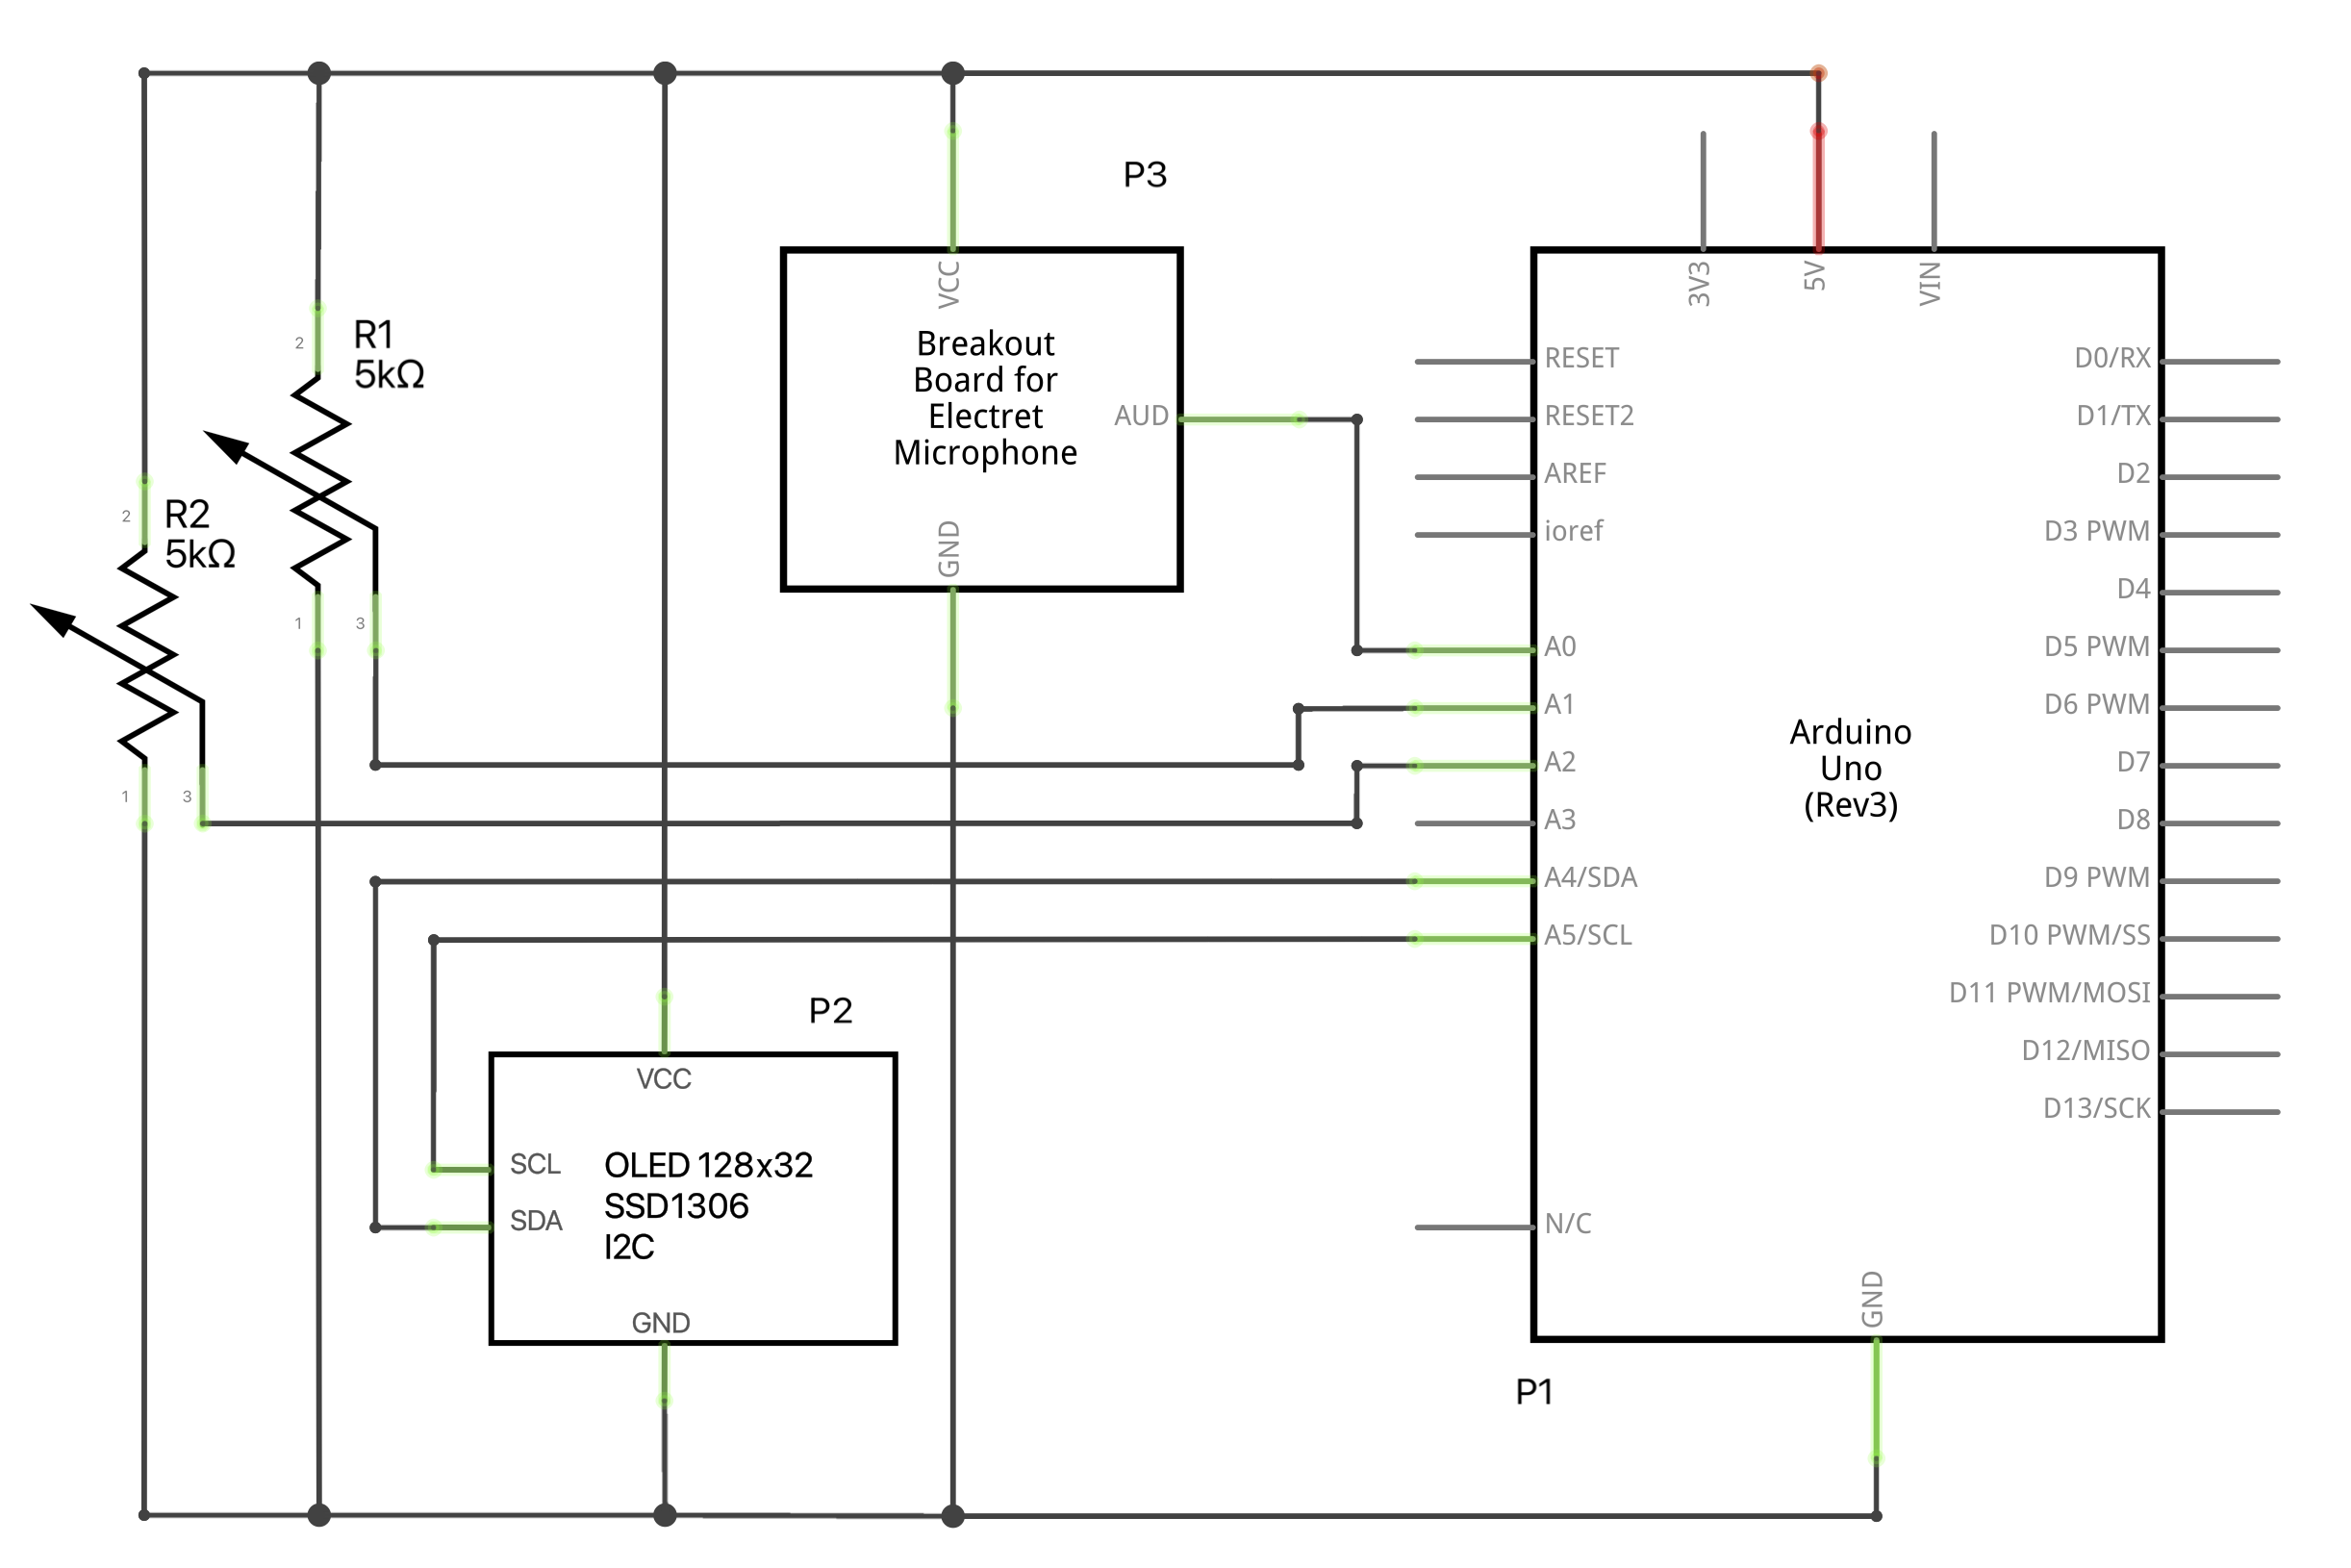 P3
VCC
Breakout
Board for
Electret
Microphone
AUD
GND
2
R1
5kΩ
1
3
2
R2
5kΩ
1
3
P2
VCC
SCL
SDA
OLED 128x32
SSD1306
I2C
GND
3V3
5V
VIN
RESET
RESET2
AREF
ioref
A0
A1
A2
A3
A4/SDA
A5/SCL
N/C
Arduino
Uno
(Rev3)
D0/RX
D1/TX
D2
D3 PWM
D4
D5 PWM
D6 PWM
D7
D8
D9 PWM
D10 PWM/SS
D11 PWM/MOSI
D12/MISO
D13/SCK
GND
P1